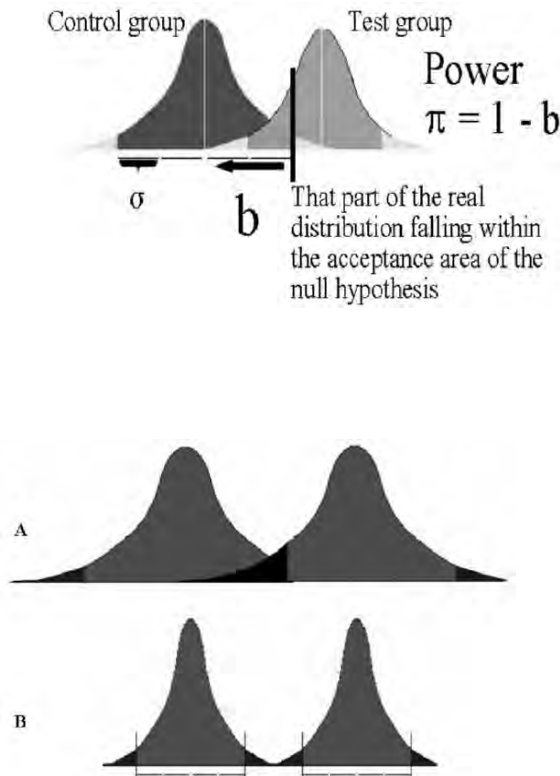 Control group
Test group
Power
π = 1 - b
σ
b
That part of the real
distribution falling within
the acceptance area of the
null hypothesis
A
B